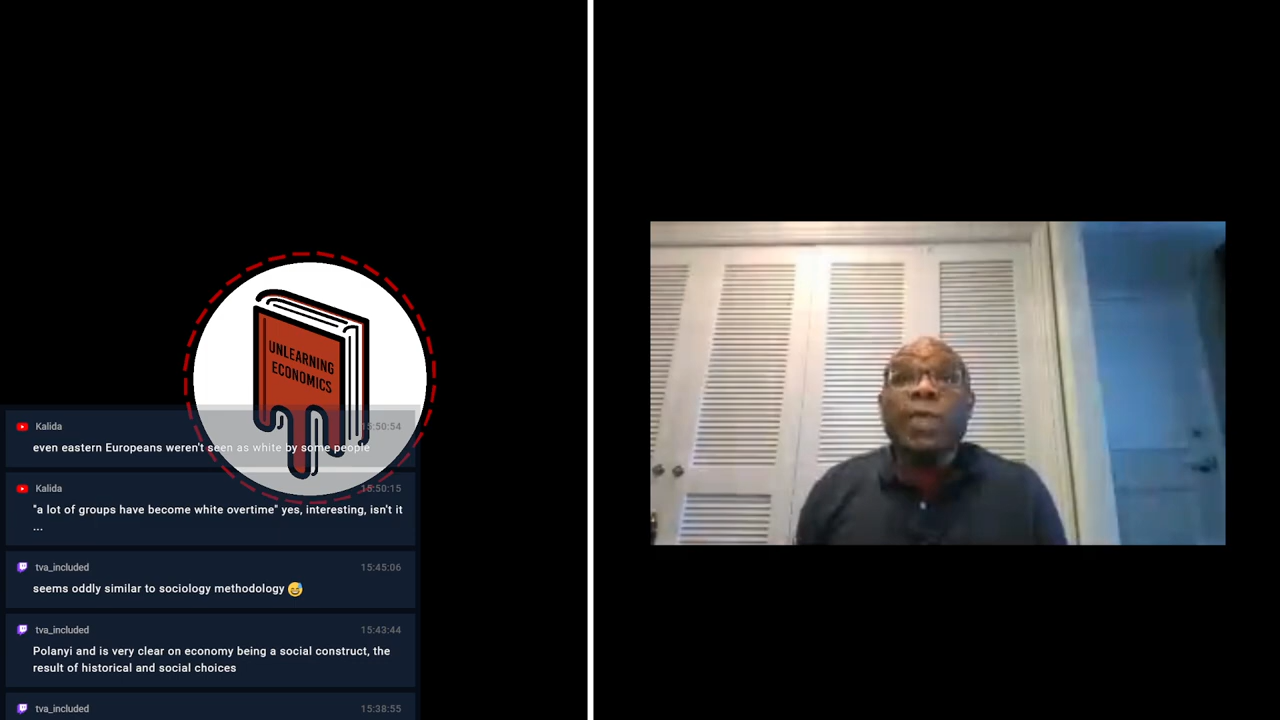 UNLEARNING
ECONOMICS
Kalida 15:50:54
even eastern Europeans weren't seen as white by some people
Kalida 15:50:15
"a lot of groups have become white overtime" yes, interesting, isn't it
...
tva_included 15:45:06
seems oddly similar to sociology methodology 😅
tva_included 15:43:44
Polanyi and is very clear on economy being a social construct, the
result of historical and social choices
tva_included 15:38:55